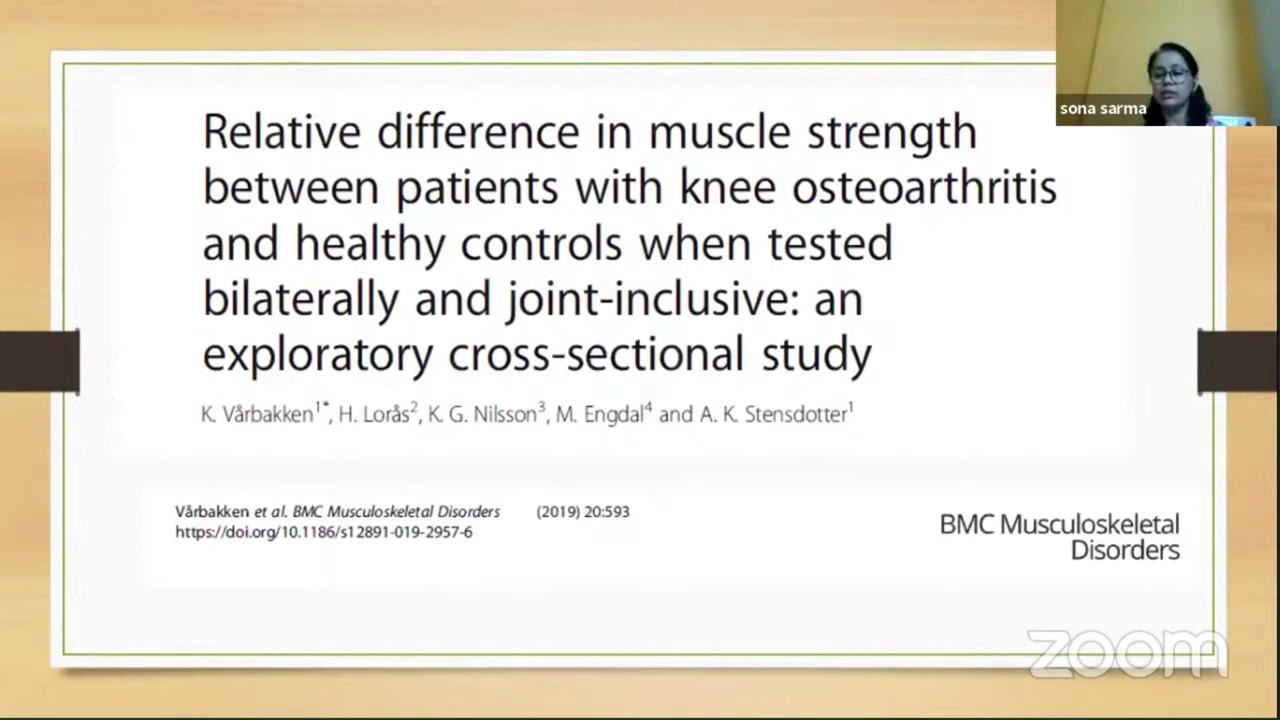 sona sarma
Relative difference in muscle strength
between patients with knee osteoarthritis
and healthy controls when tested
bilaterally and joint-inclusive: an
exploratory cross-sectional study
K. Vårbakken1*, H. Lorås2, K. G. Nilsson3, M. Engdal4 and A. K. Stensdotter1
Vårbakken et al. BMC Musculoskeletal Disorders (2019) 20:593
https://doi.org/10.1186/s12891-019-2957-6
BMC Musculoskeletal
Disorders
zoom